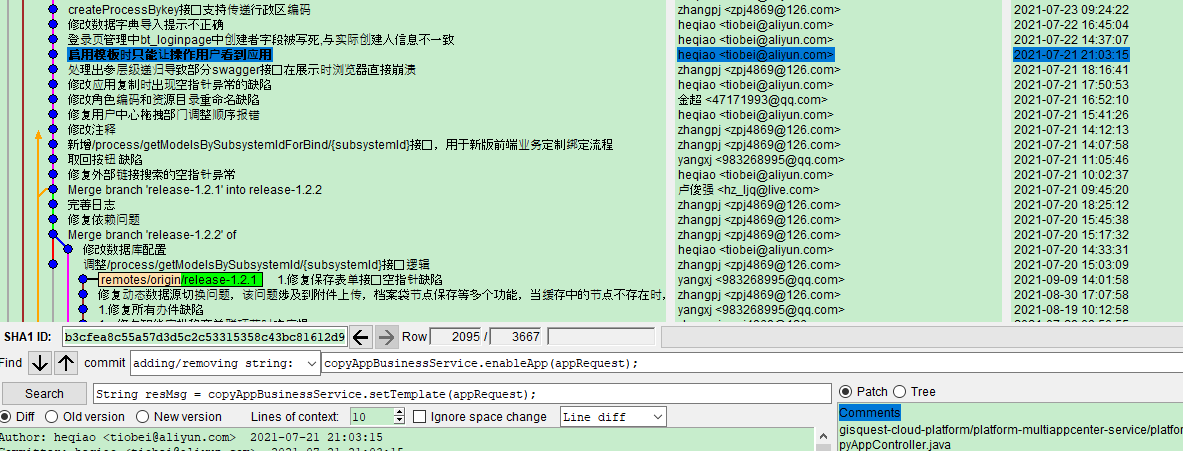 createProcessBykey接口支持传递行政区编码 zhangpj <zpj4869@126.com> 2021-07-23 09:24:22
修改数据字典导入提示不正确 heqiao <tiobei@aliyun.com> 2021-07-22 16:45:04
登录页管理中bt_loginpage中创建者字段被写死,与实际创建人信息不一致 heqiao <tiobei@aliyun.com> 2021-07-22 14:37:07
启用模板时只能让操作用户看到应用 heqiao <tiobei@aliyun.com> 2021-07-21 21:03:15
处理出参层级递归导致部分swagger接口在展示时浏览器直接崩溃 zhangpj <zpj4869@126.com> 2021-07-21 18:16:41
修改应用复制时出现空指针异常的缺陷 heqiao <tiobei@aliyun.com> 2021-07-21 17:50:53
修改角色编码和资源目录重命名缺陷 金超 <47171993@qq.com> 2021-07-21 16:52:10
修复用户中心拖拽部门调整顺序报错 heqiao <tiobei@aliyun.com> 2021-07-21 15:41:26
修改注释 zhangpj <zpj4869@126.com> 2021-07-21 14:12:13
新增/process/getModelsBySubsystemIdForBind/{subsystemId}接口，用于新版前端业务定制绑定流程 zhangpj <zpj4869@126.com> 2021-07-21 14:07:58
取回按钮 缺陷 yangxj <983268995@qq.com> 2021-07-21 11:05:46
修复外部链接搜索的空指针异常 heqiao <tiobei@aliyun.com> 2021-07-21 10:02:37
Merge branch 'release-1.2.1' into release-1.2.2 卢俊强 <hz_ljq@live.com> 2021-07-21 09:45:20
完善日志 zhangpj <zpj4869@126.com> 2021-07-20 18:25:12
修复依赖问题 zhangpj <zpj4869@126.com> 2021-07-20 15:45:38
Merge branch 'release-1.2.2' of zhangpj <zpj4869@126.com> 2021-07-20 15:17:32
修改数据库配置 heqiao <tiobei@aliyun.com> 2021-07-20 14:33:31
调整/process/getModelsBySubsystemId/{subsystemId}接口逻辑 zhangpj <zpj4869@126.com> 2021-07-20 15:03:09
remotes/origin/release-1.2.1 1.修复保存表单接口空指针缺陷 yangxj <983268995@qq.com> 2021-09-09 14:01:58
修复动态数据源切换问题，该问题涉及到附件上传，档案袋节点保存等多个功能，当缓存中的节点不存在时， zhangpj <zpj4869@126.com> 2021-08-30 17:07:58
1.修复所有办件缺陷 yangxj <983268995@qq.com> 2021-08-19 10:12:58
SHA1 ID: b3cfea8c55a57d3d5c2c53315358c43bc81612d9 Row 2095 / 3667
Find commit adding/removing string: copyAppBusinessService.enableApp(appRequest);
Search String resMsg = copyAppBusinessService.setTemplate(appRequest); Patch Tree
Diff Old version New version Lines of context: 10 Ignore space change Line diff Comments
Author: heqiao <tiobei@aliyun.com> 2021-07-21 21:03:15 gisquest-cloud-platform/platform-multiappcenter-service/platfor
pyAppController.java